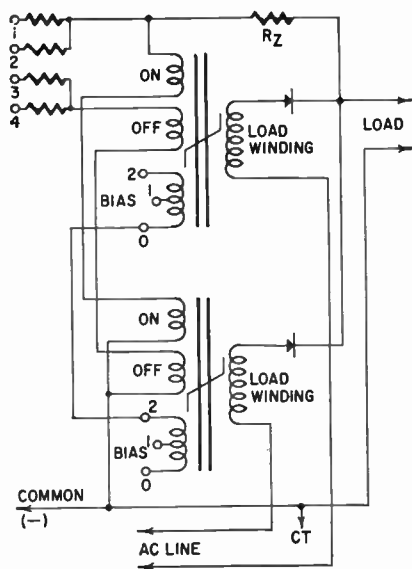 1
2
3
4
RZ
ON
OFF
LOAD
WINDING
LOAD
2
BIAS 1
0
ON
OFF
LOAD
WINDING
2
BIAS 1
0
COMMON
(-)
CT
AC LINE